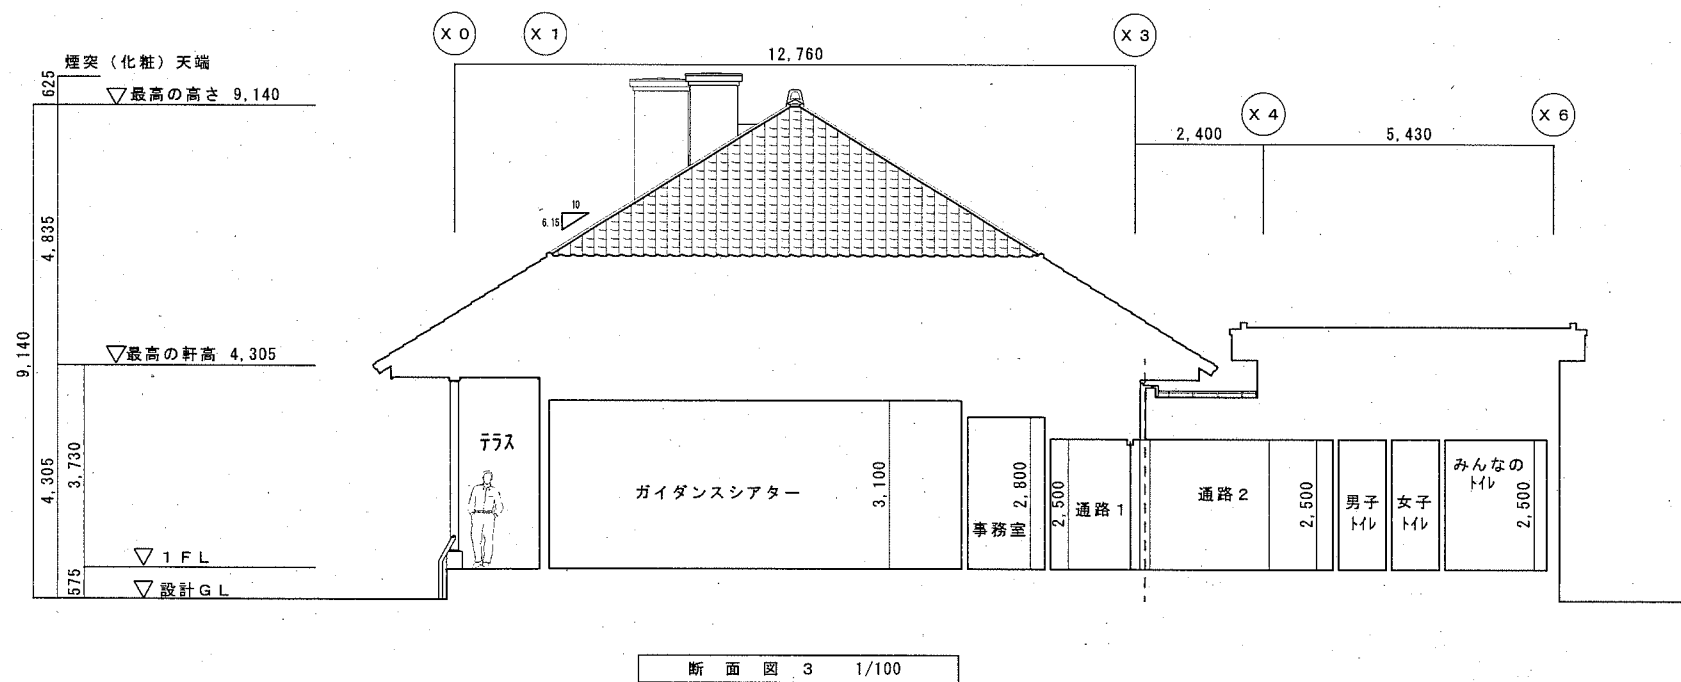 X 0
X 1
X 3
12,760
煙突（化粧）天端
625
最高の高さ 9,140
X 4
X 6
2,400
5,430
10
6.15
4,835
9,140
最高の軒高 4,305
4,305
3,730
テラス
ガイダンスシアター
3,100
事務室
2,800
2,500
通路１
通路２
2,500
男子
トイレ
女子
トイレ
みんなの
トイレ
2,500
１ＦＬ
575
設計ＧＬ
断面図 3 1/100